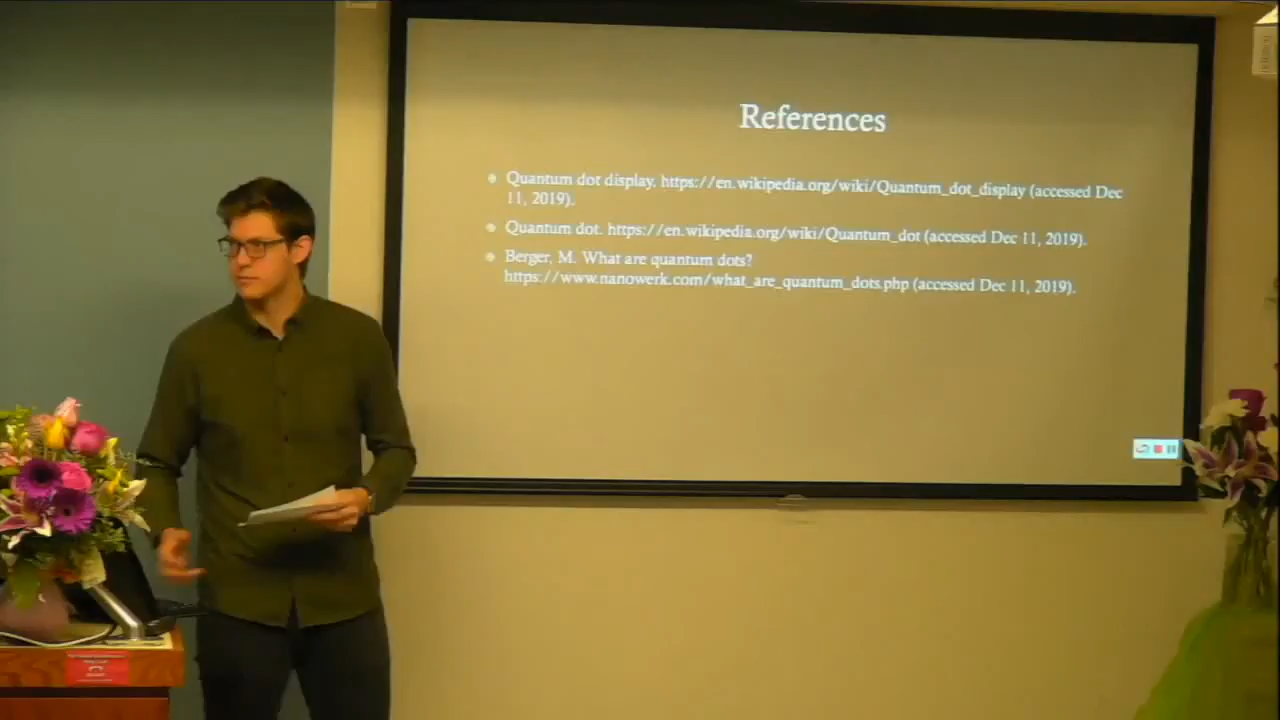 References
Quantum dot display. https://en.wikipedia.org/wiki/Quantum_dot_display (accessed Dec
11, 2019).
Quantum dot. https://en.wikipedia.org/wiki/Quantum_dot (accessed Dec 11, 2019).
Berger, M. What are quantum dots?
https://www.nanowerk.com/what_are_quantum_dots.php (accessed Dec 11, 2019).